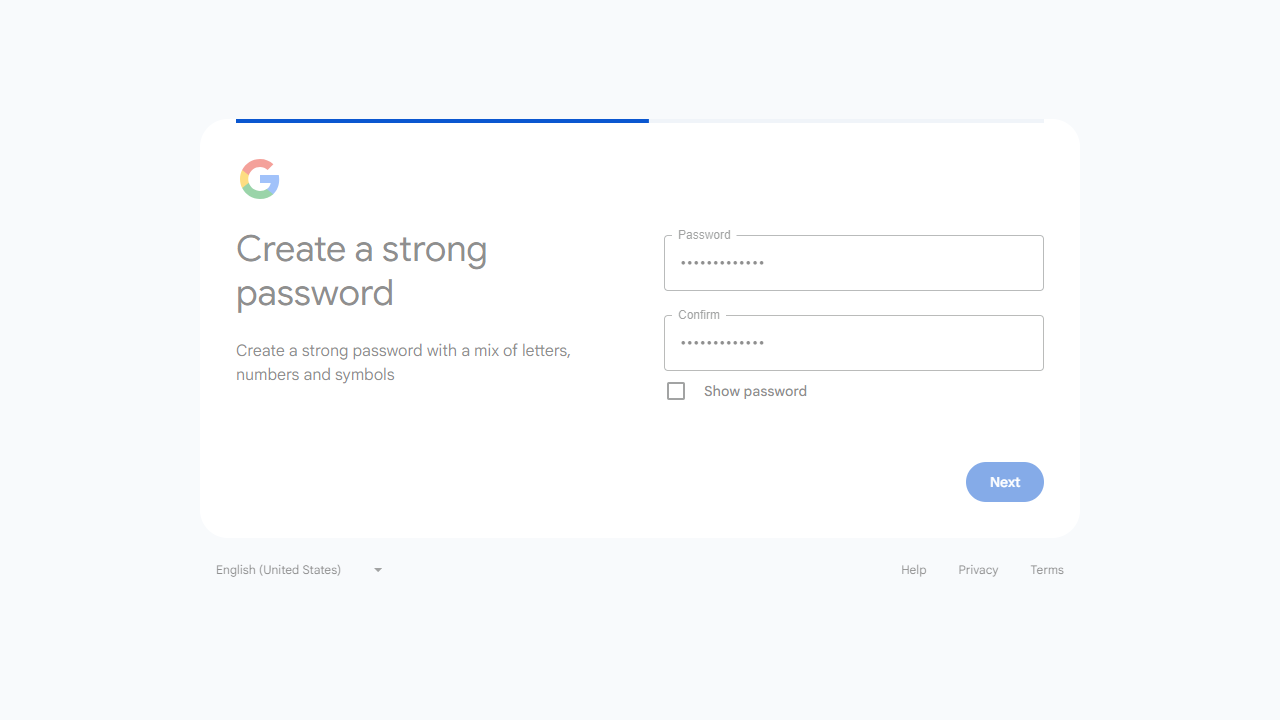 Create a strong
password
Create a strong password with a mix of letters,
numbers and symbols
Password
•••••••••••••
Confirm
•••••••••••••
Show password
Next
English (United States)
Help
Privacy
Terms